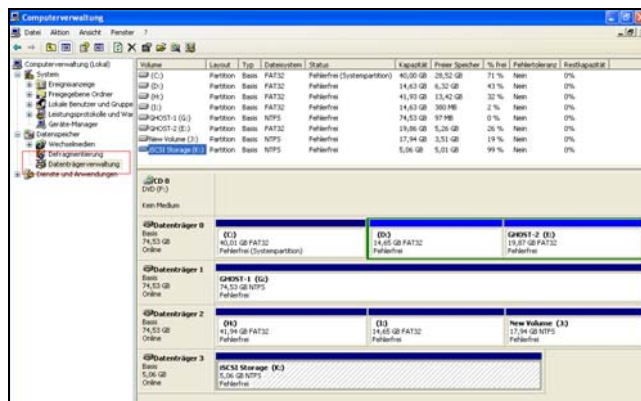 Computerverwaltung
Datei Aktion Ansicht Fenster ?
Computerverwaltung (Lokal)
System
Ereignisanzeige
Freigegebene Ordner
Lokale Benutzer und Gruppe
Leistungsprotokolle und War
Geräte-Manager
Datenspeicher
Wechselmedien
Defragmentierung
Datenträgerverwaltung
Dienste und Anwendungen
Volume Layout Typ Dateisystem Status Kapazität Freier Speicher % frei Fehlertoleranz Restkapazität
(C:) Partition Basis FAT32 Fehlerfrei (Systempartition) 40,00 GB 28,52 GB 71 % Nein 0%
(D:) Partition Basis FAT32 Fehlerfrei 14,63 GB 6,32 GB 43 % Nein 0%
(H:) Partition Basis FAT32 Fehlerfrei 41,93 GB 13,42 GB 32 % Nein 0%
(I:) Partition Basis FAT32 Fehlerfrei 14,63 GB 380 MB 2 % Nein 0%
GHOST-1 (G:) Partition Basis NTFS Fehlerfrei 74,53 GB 97 MB 0 % Nein 0%
GHOST-2 (E:) Partition Basis FAT32 Fehlerfrei 19,86 GB 5,26 GB 26 % Nein 0%
New Volume (J:) Partition Basis NTFS Fehlerfrei 17,94 GB 3,51 GB 19 % Nein 0%
iSCSI Storage (K:) Partition Basis NTFS Fehlerfrei 5,06 GB 5,01 GB 99 % Nein 0%
CD 0
DVD (F:)
Kein Medium
Datenträger 0
Basis
74,53 GB
Online
(C:)
40,01 GB FAT32
Fehlerfrei (Systempartition)
(D:)
14,65 GB FAT32
Fehlerfrei
GHOST-2 (E:)
19,87 GB FAT32
Fehlerfrei
Datenträger 1
Basis
74,53 GB
Online
GHOST-1 (G:)
74,53 GB NTFS
Fehlerfrei
Datenträger 2
Basis
74,53 GB
Online
(H:)
41,94 GB FAT32
Fehlerfrei
(I:)
14,65 GB FAT32
Fehlerfrei
New Volume (J:)
17,94 GB NTFS
Fehlerfrei
Datenträger 3
Basis
5,06 GB
Online
iSCSI Storage (K:)
5,06 GB NTFS
Fehlerfrei